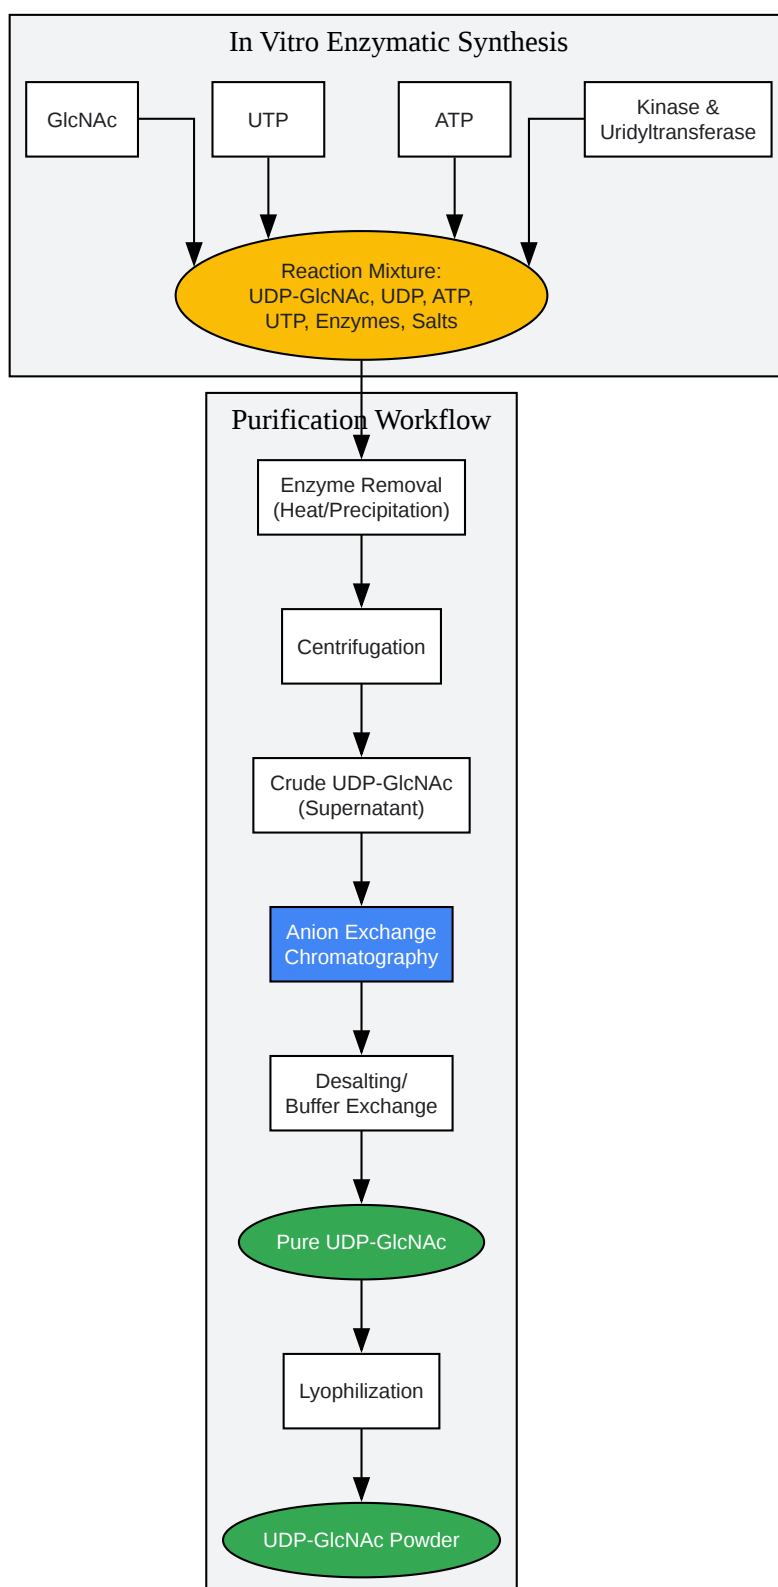 In Vitro Enzymatic Synthesis
GlcNAc
UTP
ATP
Kinase &
Uridyltransferase
Reaction Mixture:
UDP-GlcNAc, UDP, ATP,
UTP, Enzymes, Salts
Purification Workflow
Enzyme Removal
(Heat/Precipitation)
Centrifugation
Crude UDP-GlcNAc
(Supernatant)
Anion Exchange
Chromatography
Desalting/
Buffer Exchange
Pure UDP-GlcNAc
Lyophilization
UDP-GlcNAc Powder